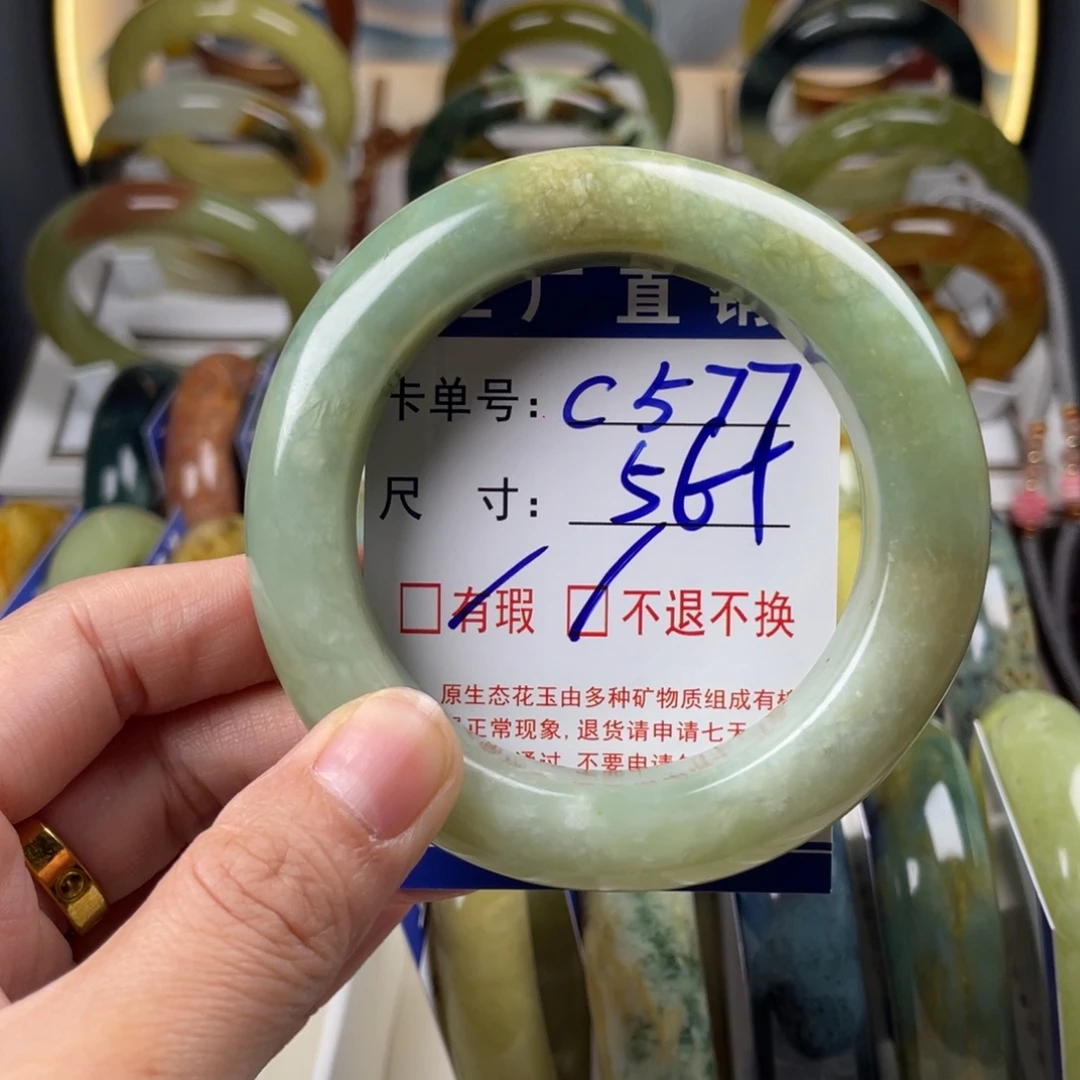 厂直销
卡单号: C577
尺 寸: 56+
有瑕 不退不换
原生态花玉由多种矿物质组成有
正常现象, 退货请申请七天
通过, 不要申请